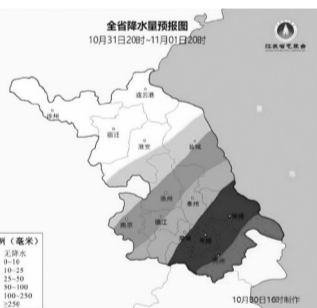 全省降水量预报图
10月31日20时~11月01日20时
江苏省气象台
连云港
徐州
宿迁
淮安
盐城
扬州
泰州
南京
镇江
南通
常州
无锡
苏州
例（毫米）
无降水
0~10
10~25
25~50
50~100
100~250
≥250
10月30日16时制作